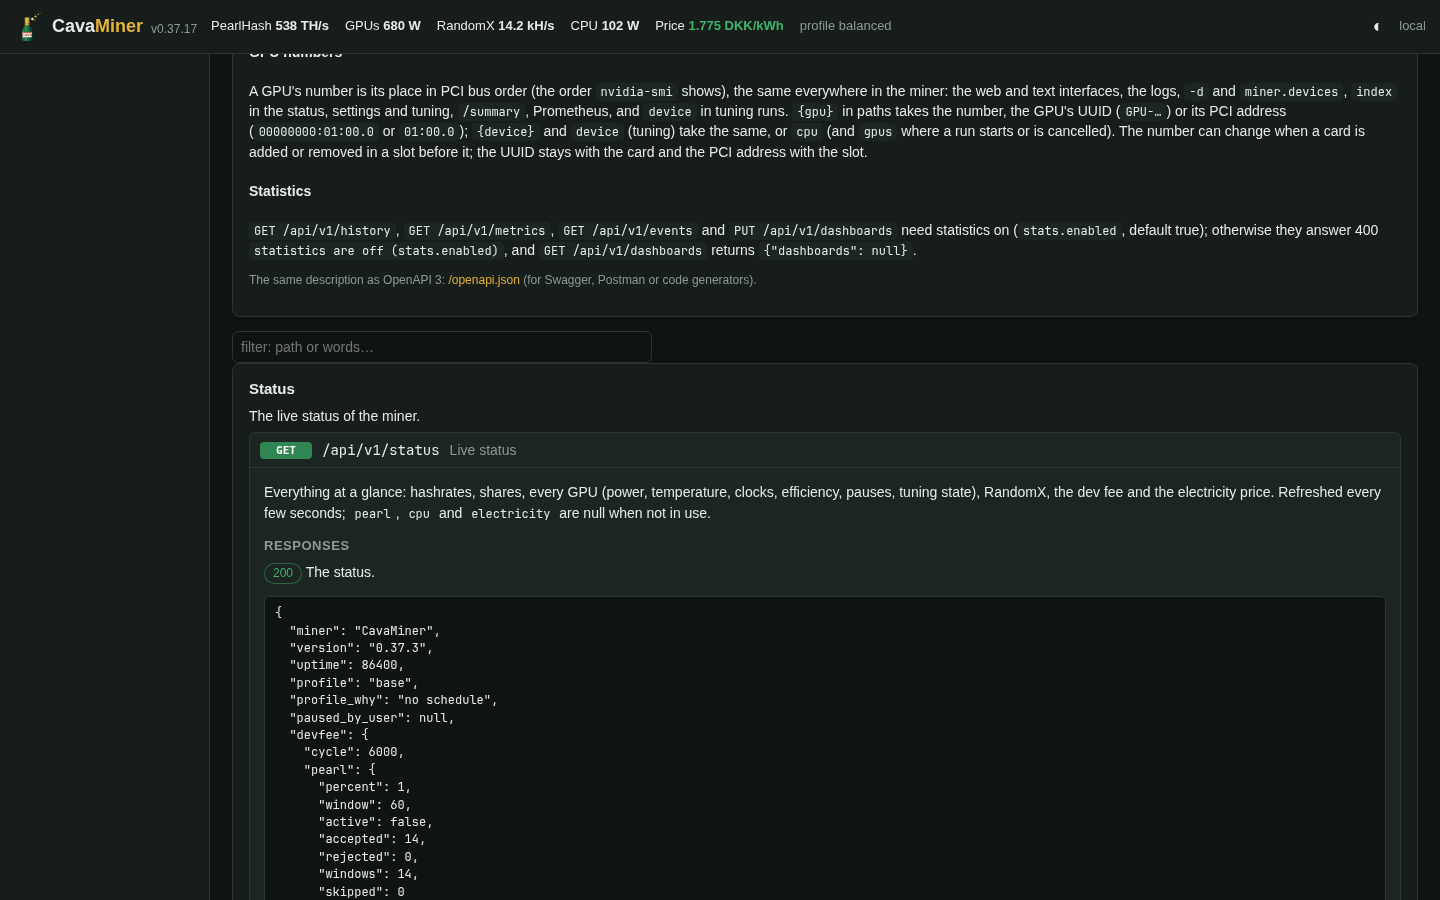 CavaMiner v0.37.17 PearlHash 538 TH/s GPUs 680 W RandomX 14.2 kH/s CPU 102 W Price 1.775 DKK/kWh profile balanced local
A GPU's number is its place in PCI bus order (the order nvidia-smi shows), the same everywhere in the miner: the web and text interfaces, the logs, -d and miner.devices, index
in the status, settings and tuning, /summary, Prometheus, and device in tuning runs. {gpu} in paths takes the number, the GPU's UUID (GPU-…) or its PCI address
(00000000:01:00.0 or 01:00.0); {device} and device (tuning) take the same, or cpu (and gpus where a run starts or is cancelled). The number can change when a card is
added or removed in a slot before it; the UUID stays with the card and the PCI address with the slot.
Statistics
GET /api/v1/history, GET /api/v1/metrics, GET /api/v1/events and PUT /api/v1/dashboards need statistics on (stats.enabled, default true); otherwise they answer 400
statistics are off (stats.enabled), and GET /api/v1/dashboards returns {"dashboards": null}.
The same description as OpenAPI 3: /openapi.json (for Swagger, Postman or code generators).
filter: path or words…
Status
The live status of the miner.
GET /api/v1/status Live status
Everything at a glance: hashrates, shares, every GPU (power, temperature, clocks, efficiency, pauses, tuning state), RandomX, the dev fee and the electricity price. Refreshed every
few seconds; pearl, cpu and electricity are null when not in use.
RESPONSES
200 The status.
{
"miner": "CavaMiner",
"version": "0.37.3",
"uptime": 86400,
"profile": "base",
"profile_why": "no schedule",
"paused_by_user": null,
"devfee": {
"cycle": 6000,
"pearl": {
"percent": 1,
"window": 60,
"active": false,
"accepted": 14,
"rejected": 0,
"windows": 14,
"skipped": 0